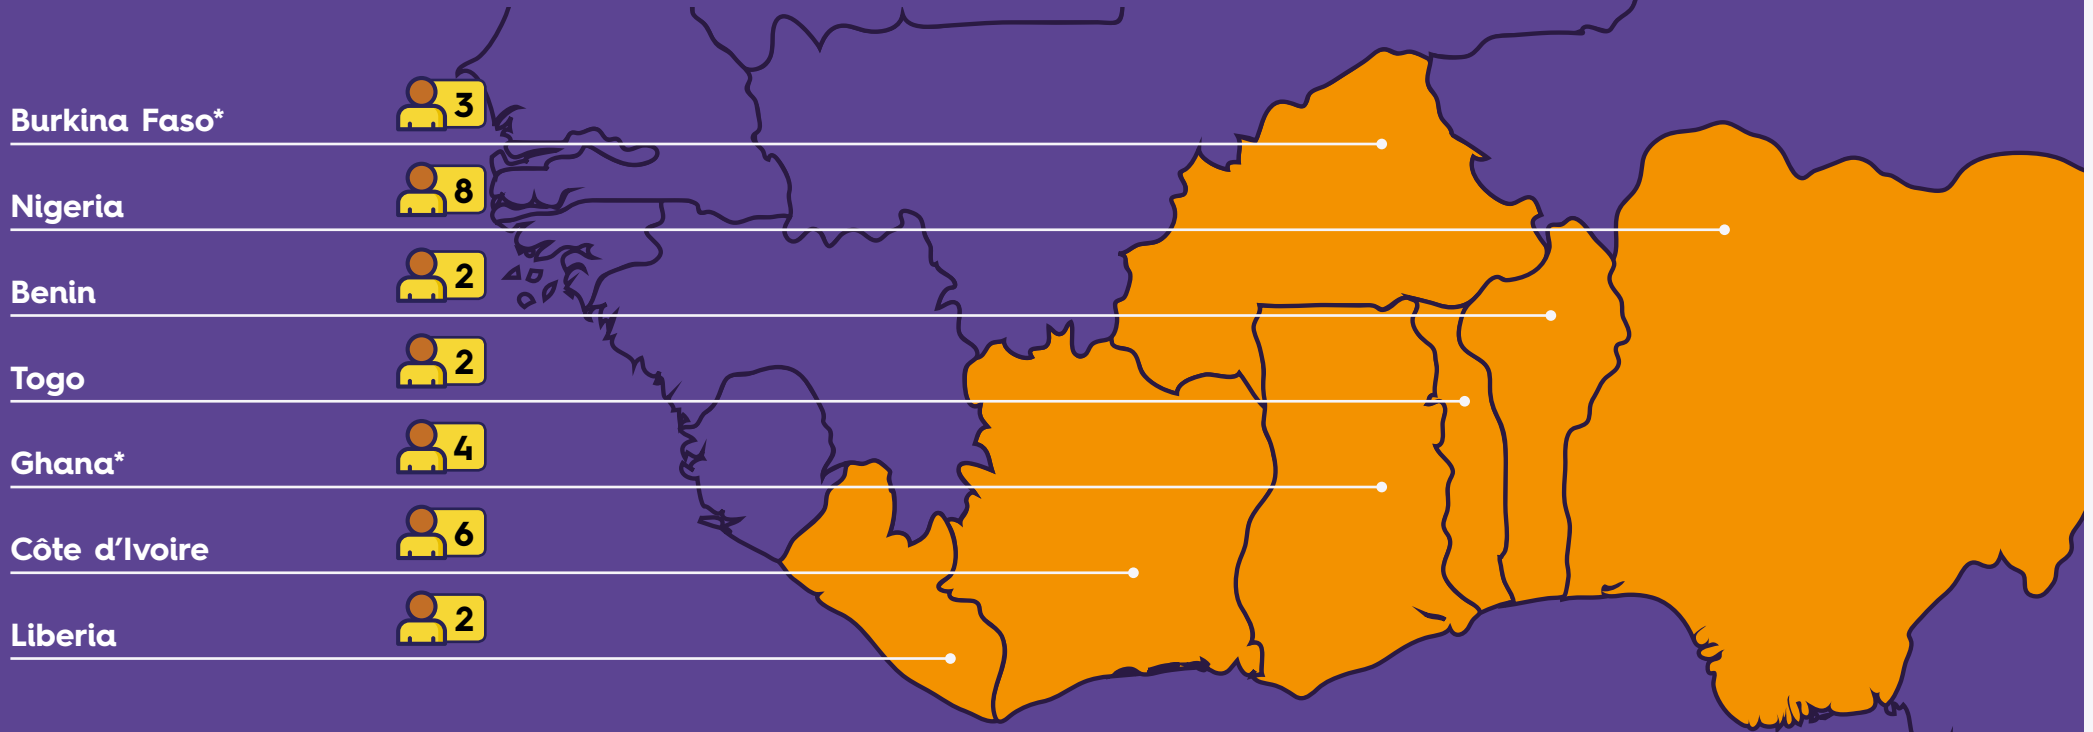 Burkina Faso* 3
Nigeria 8
Benin 2
Togo 2
Ghana* 4
Côte d’Ivoire 6
Liberia 2